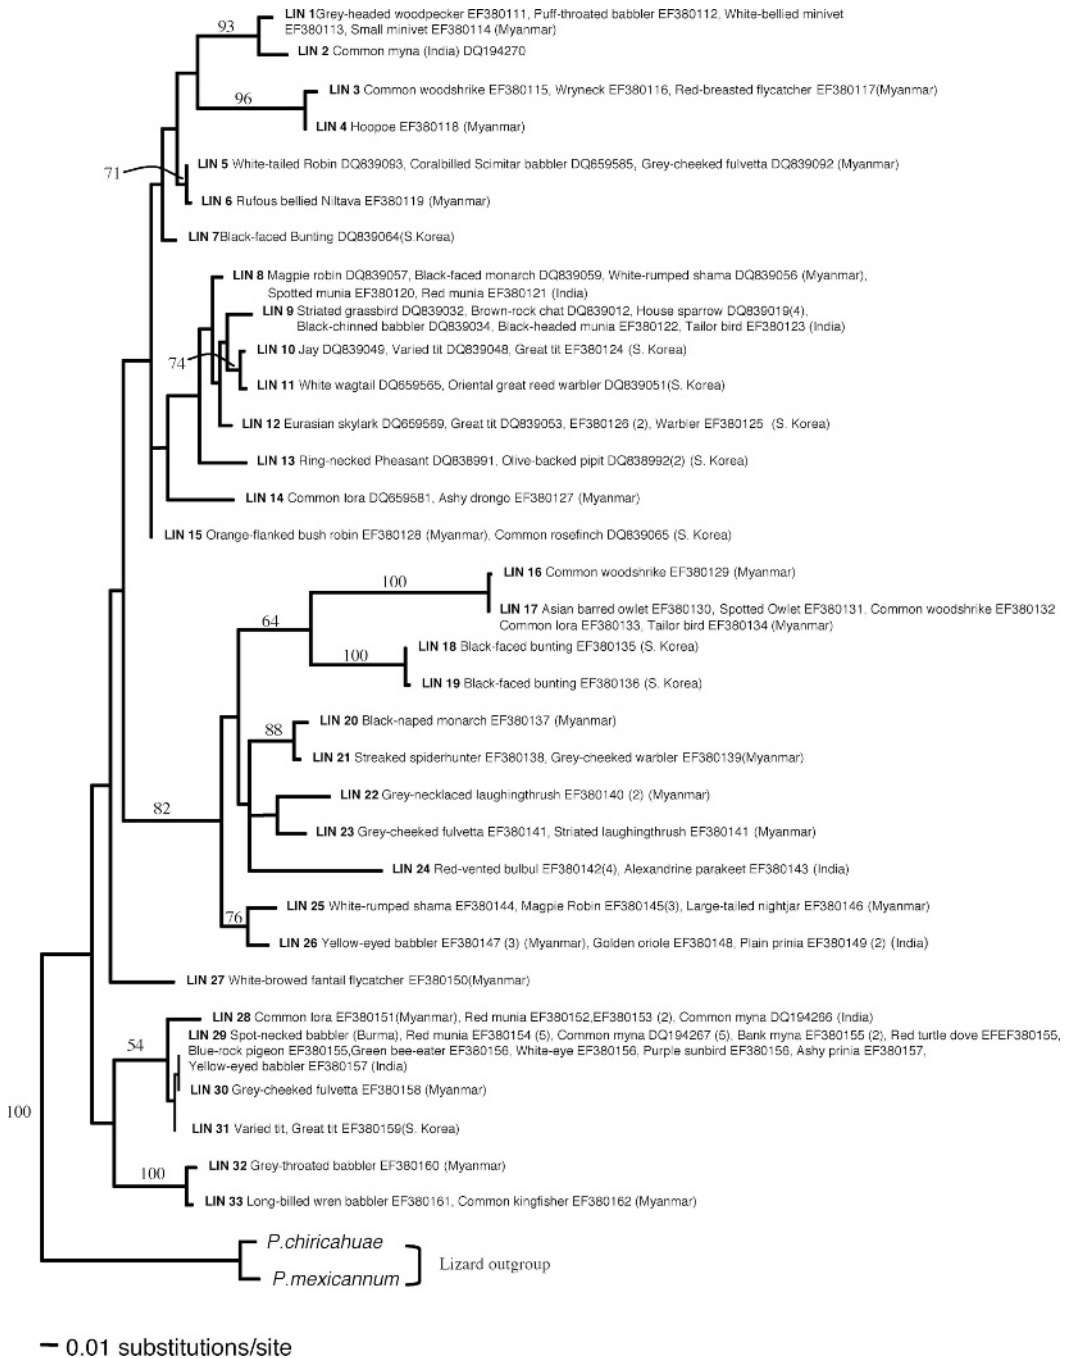 LIN 1Grey-headed woodpecker EF380111, Puff-throated babbler EF380112, White-bellied minivet
EF380113, Small minivet EF380114 (Myanmar)
93
LIN 2 Common myna (India) DQ194270
LIN 3 Common woodshrike EF380115, Wryneck EF380116, Red-breasted flycatcher EF380117(Myanmar)
96
LIN 4 Hoopoe EF380118 (Myanmar)
LIN 5 White-tailed Robin DQ839093, Coralbilled Scimitar babbler DQ659585, Grey-cheeked fulvetta DQ839092 (Myanmar)
71
LIN 6 Rufous bellied Niltava EF380119 (Myanmar)
LIN 7Black-faced Bunting DQ839064(S.Korea)
LIN 8 Magpie robin DQ839057, Black-faced monarch DQ839059, White-rumped shama DQ839056 (Myanmar),
Spotted munia EF380120, Red munia EF380121 (India)
LIN 9 Striated grassbird DQ839032, Brown-rock chat DQ839012, House sparrow DQ839019(4),
Black-chinned babbler DQ839034, Black-headed munia EF380122, Tailor bird EF380123 (India)
LIN 10 Jay DQ839049, Varied tit DQ839048, Great tit EF380124 (S. Korea)
74
LIN 11 White wagtail DQ659565, Oriental great reed warbler DQ839051(S. Korea)
LIN 12 Eurasian skylark DQ659569, Great tit DQ839053, EF380126 (2), Warbler EF380125 (S. Korea)
LIN 13 Ring-necked Pheasant DQ838991, Olive-backed pipit DQ838992(2) (S. Korea)
LIN 14 Common Iora DQ659581, Ashy drongo EF380127 (Myanmar)
LIN 15 Orange-flanked bush robin EF380128 (Myanmar), Common rosefinch DQ839065 (S. Korea)
LIN 16 Common woodshrike EF380129 (Myanmar)
100
LIN 17 Asian barred owlet EF380130, Spotted Owlet EF380131. Common woodshrike EF380132
Common Iora EF380133, Tailor bird EF380134 (Myanmar)
64
LIN 18 Black-faced bunting EF380135 (S. Korea)
100
LIN 19 Black-faced bunting EF380136 (S. Korea)
LIN 20 Black-naped monarch EF380137 (Myanmar)
88
LIN 21 Streaked spiderhunter EF380138, Grey-cheeked warbler EF380139(Myanmar)
LIN 22 Grey-necklaced laughingthrush EF380140 (2) (Myanmar)
82
LIN 23 Grey-cheeked fulvetta EF380141, Striated laughingthrush EF380141 (Myanmar)
LIN 24 Red-vented bulbul EF380142(4), Alexandrine parakeet EF380143 (India)
LIN 25 White-rumped shama EF380144, Magpie Robin EF380145(3), Large-tailed nightjar EF380146 (Myanmar)
76
LIN 26 Yellow-eyed babbler EF380147 (3) (Myanmar), Golden oriole EF380148, Plain prinia EF380149 (2) (India)
LIN 27 White-browed fantail flycatcher EF380150(Myanmar)
LIN 28 Common Iora EF380151(Myanmar), Red munia EF380152,EF380153 (2), Common myna DQ194266 (India)
LIN 29 Spot-necked babbler (Burma), Red munia EF380154 (5), Common myna DQ194267 (5), Bank myna EF380155 (2), Red turtle dove EFEF380155,
Blue-rock pigeon EF380155,Green bee-eater EF380156, White-eye EF380156, Purple sunbird EF380156, Ashy prinia EF380157,
Yellow-eyed babbler EF380157 (India)
54
LIN 30 Grey-cheeked fulvetta EF380158 (Myanmar)
100
LIN 31 Varied tit, Great tit EF380159(S. Korea)
LIN 32 Grey-throated babbler EF380160 (Myanmar)
100
LIN 33 Long-billed wren babbler EF380161, Common kingfisher EF380162 (Myanmar)
P.chiricahuae
Lizard outgroup
P.mexicannum
0.01 substitutions/site